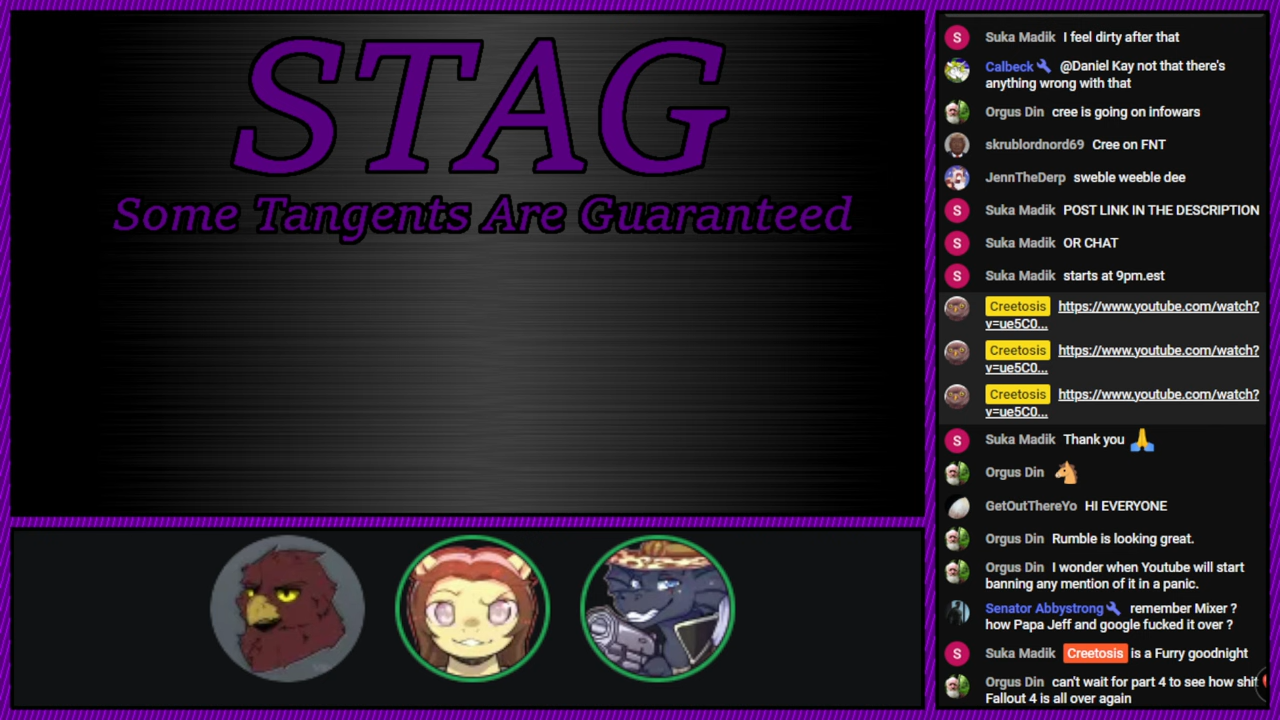 STAG
Some Tangents Are Guaranteed
S Suka Madik I feel dirty after that
Calbeck @Daniel Kay not that there's
anything wrong with that
Orgus Din cree is going on infowars
skrublordnord69 Cree on FNT
JennTheDerp sweble weeble dee
S Suka Madik POST LINK IN THE DESCRIPTION
S Suka Madik OR CHAT
S Suka Madik starts at 9pm.est
Creetosis https://www.youtube.com/watch?
v=ue5C0...
Creetosis https://www.youtube.com/watch?
v=ue5C0...
Creetosis https://www.youtube.com/watch?
v=ue5C0...
S Suka Madik Thank you 🙏
Orgus Din 🐴
GetOutThereYo HI EVERYONE
Orgus Din Rumble is looking great.
Orgus Din I wonder when Youtube will start
banning any mention of it in a panic.
Senator Abbystrong remember Mixer ?
how Papa Jeff and google fucked it over ?
S Suka Madik Creetosis is a Furry goodnight
Orgus Din can't wait for part 4 to see how shit
Fallout 4 is all over again